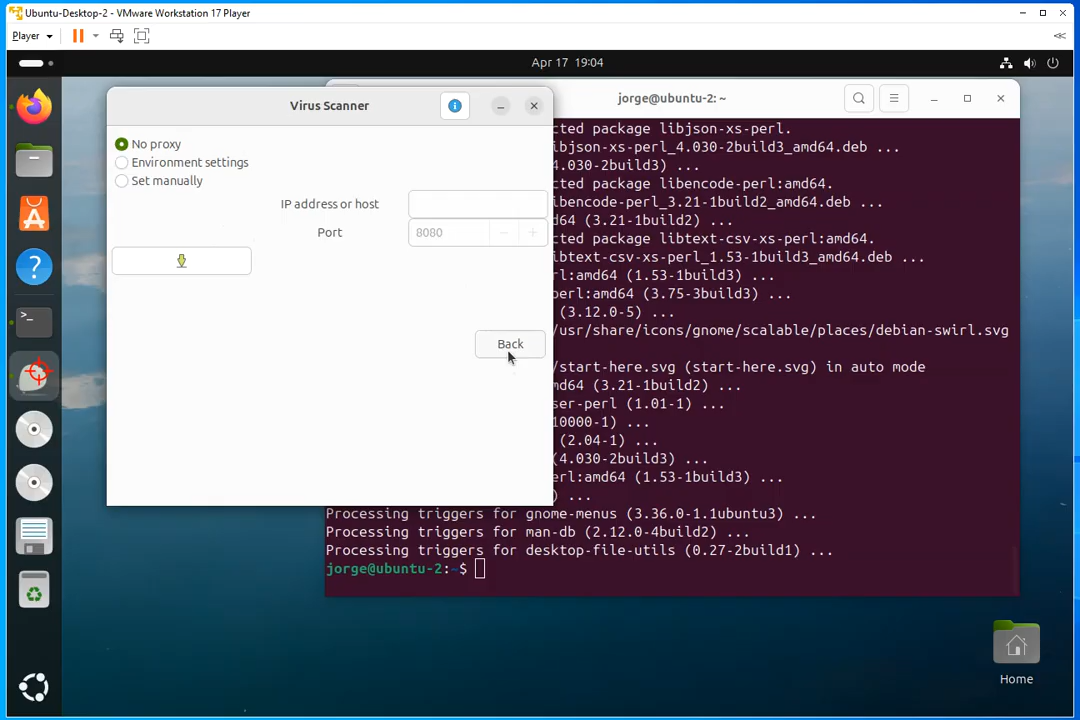 Ubuntu-Desktop-2 - VMware Workstation 17 Player
Player
Apr 17 19:04
Virus Scanner
No proxy
Environment settings
Set manually
IP address or host
Port
8080
Back
jorge@ubuntu-2: ~
cted package libjson-xs-perl.
ibjson-xs-perl_4.030-2build3_amd64.deb ...
4.030-2build3) ...
cted package libencode-perl:amd64.
ibencode-perl_3.21-1build2_amd64.deb ...
d64 (3.21-1build2) ...
cted package libtext-csv-xs-perl:amd64.
ibtext-csv-xs-perl_1.53-1build3_amd64.deb ...
rl:amd64 (1.53-1build3) ...
perl:amd64 (3.75-3build3) ...
(3.12.0-5) ...
/usr/share/icons/gnome/scalable/places/debian-swirl.svg
/start-here.svg (start-here.svg) in auto mode
md64 (3.21-1build2) ...
ser-perl (1.01-1) ...
10000-1) ...
(2.04-1) ...
(4.030-2build3) ...
erl:amd64 (1.53-1build3) ...
) ...
Processing triggers for gnome-menus (3.36.0-1.1ubuntu3) ...
Processing triggers for man-db (2.12.0-4build2) ...
Processing triggers for desktop-file-utils (0.27-2build1) ...
jorge@ubuntu-2:~$
Home